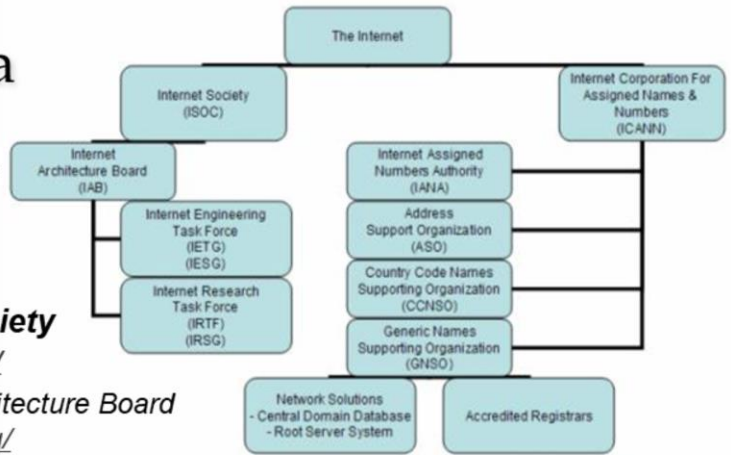 The Internet
a
Internet Society
(ISOC)
Internet Corporation For
Assigned Names &
Numbers
(ICANN)
Internet
Architecture Board
(IAB)
Internet Engineering
Task Force
(IETG)
(IESG)
Internet Research
Task Force
(IRTF)
(IRSG)
Internet Assigned
Numbers Authority
(IANA)
Address
Support Organization
(ASO)
Country Code Names
Supporting Organization
(CCNSO)
Generic Names
Supporting Organization
(GNSO)
Network Solutions
- Central Domain Database
- Root Server System
Accredited Registrars
iety
/
itecture Board
/